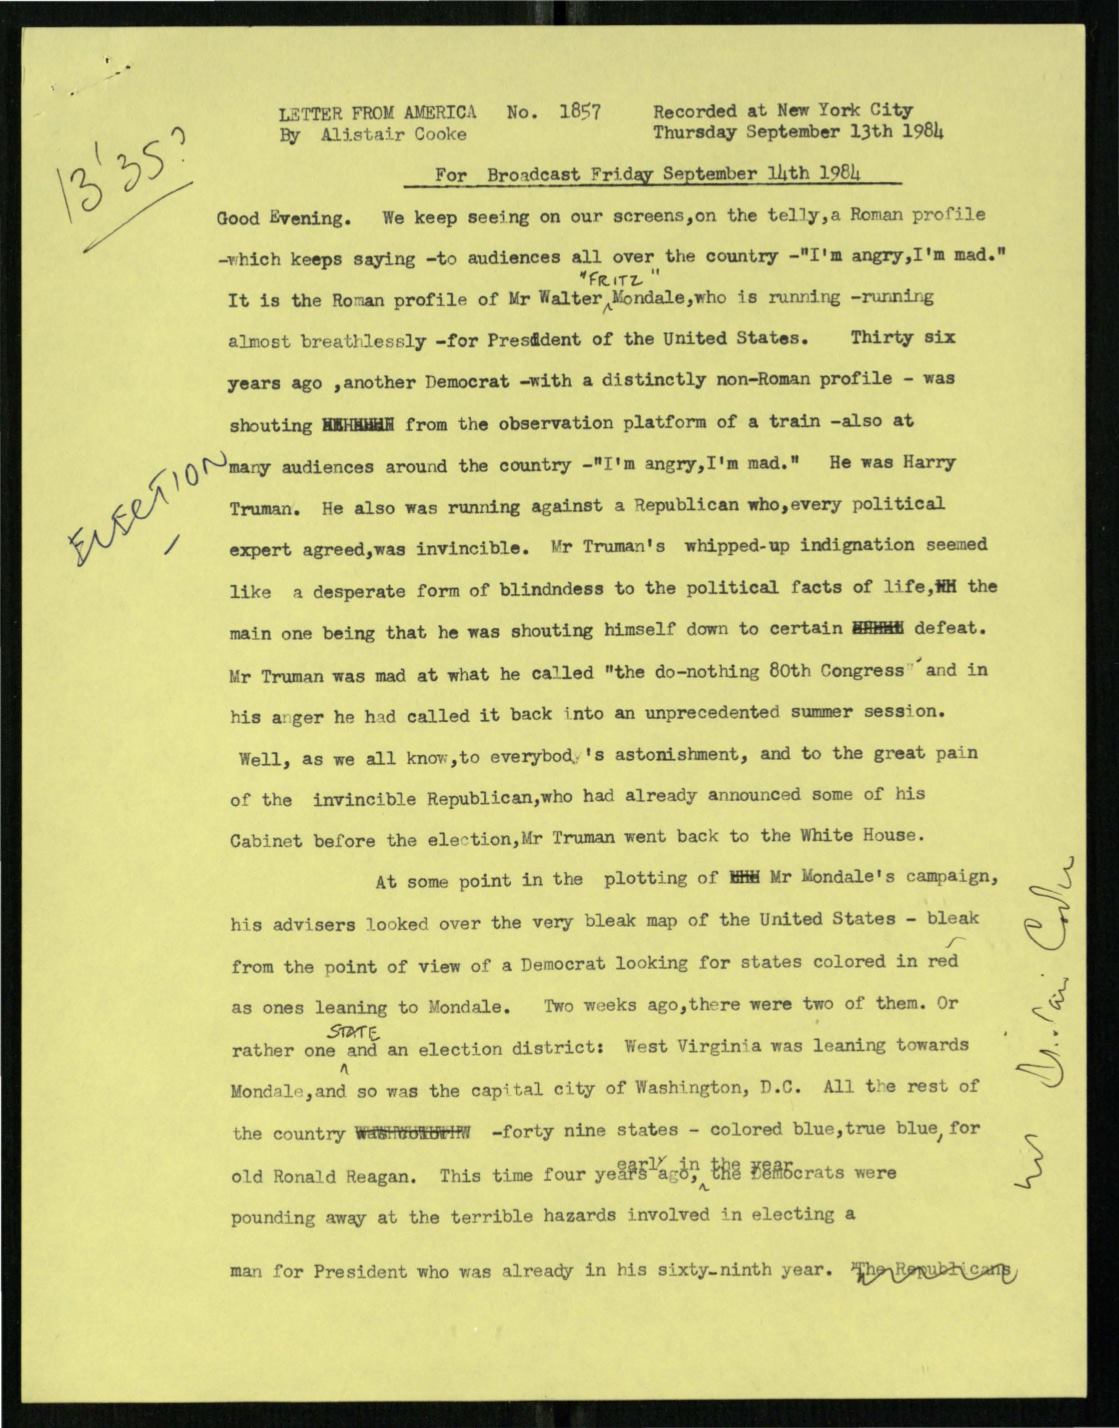 13'35?
LETTER FROM AMERICA No. 1857 Recorded at New York City
By Alistair Cooke Thursday September 13th 1984
For Broadcast Friday September 14th 1984
Good Evening. We keep seeing on our screens,on the telly,a Roman profile
-which keeps saying -to audiences all over the country -"I'm angry,I'm mad."
"FRITZ"
It is the Roman profile of Mr Walter Mondale,who is running -running
almost breathlessly -for President of the United States. Thirty six
years ago ,another Democrat -with a distinctly non-Roman profile - was
shouting from the observation platform of a train -also at
ELECTION
many audiences around the country -"I'm angry,I'm mad." He was Harry
Truman. He also was running against a Republican who,every political
expert agreed,was invincible. Mr Truman's whipped-up indignation seemed
like a desperate form of blindndess to the political facts of life, the
main one being that he was shouting himself down to certain defeat.
Mr Truman was mad at what he called "the do-nothing 80th Congress" and in
his anger he had called it back into an unprecedented summer session.
Well, as we all know,to everybody's astonishment, and to the great pain
of the invincible Republican,who had already announced some of his
Cabinet before the election,Mr Truman went back to the White House.
At some point in the plotting of Mr Mondale's campaign,
his advisers looked over the very bleak map of the United States - bleak
from the point of view of a Democrat looking for states colored in red
as ones leaning to Mondale. Two weeks ago,there were two of them. Or
STATE
rather one and an election district: West Virginia was leaning towards
Mondale,and so was the capital city of Washington, D.C. All the rest of
the country -forty nine states - colored blue,true blue, for
early in the year
old Ronald Reagan. This time four years ago, the Democrats were
pounding away at the terrible hazards involved in electing a
man for President who was already in his sixty-ninth year. The Republicans
Cooke